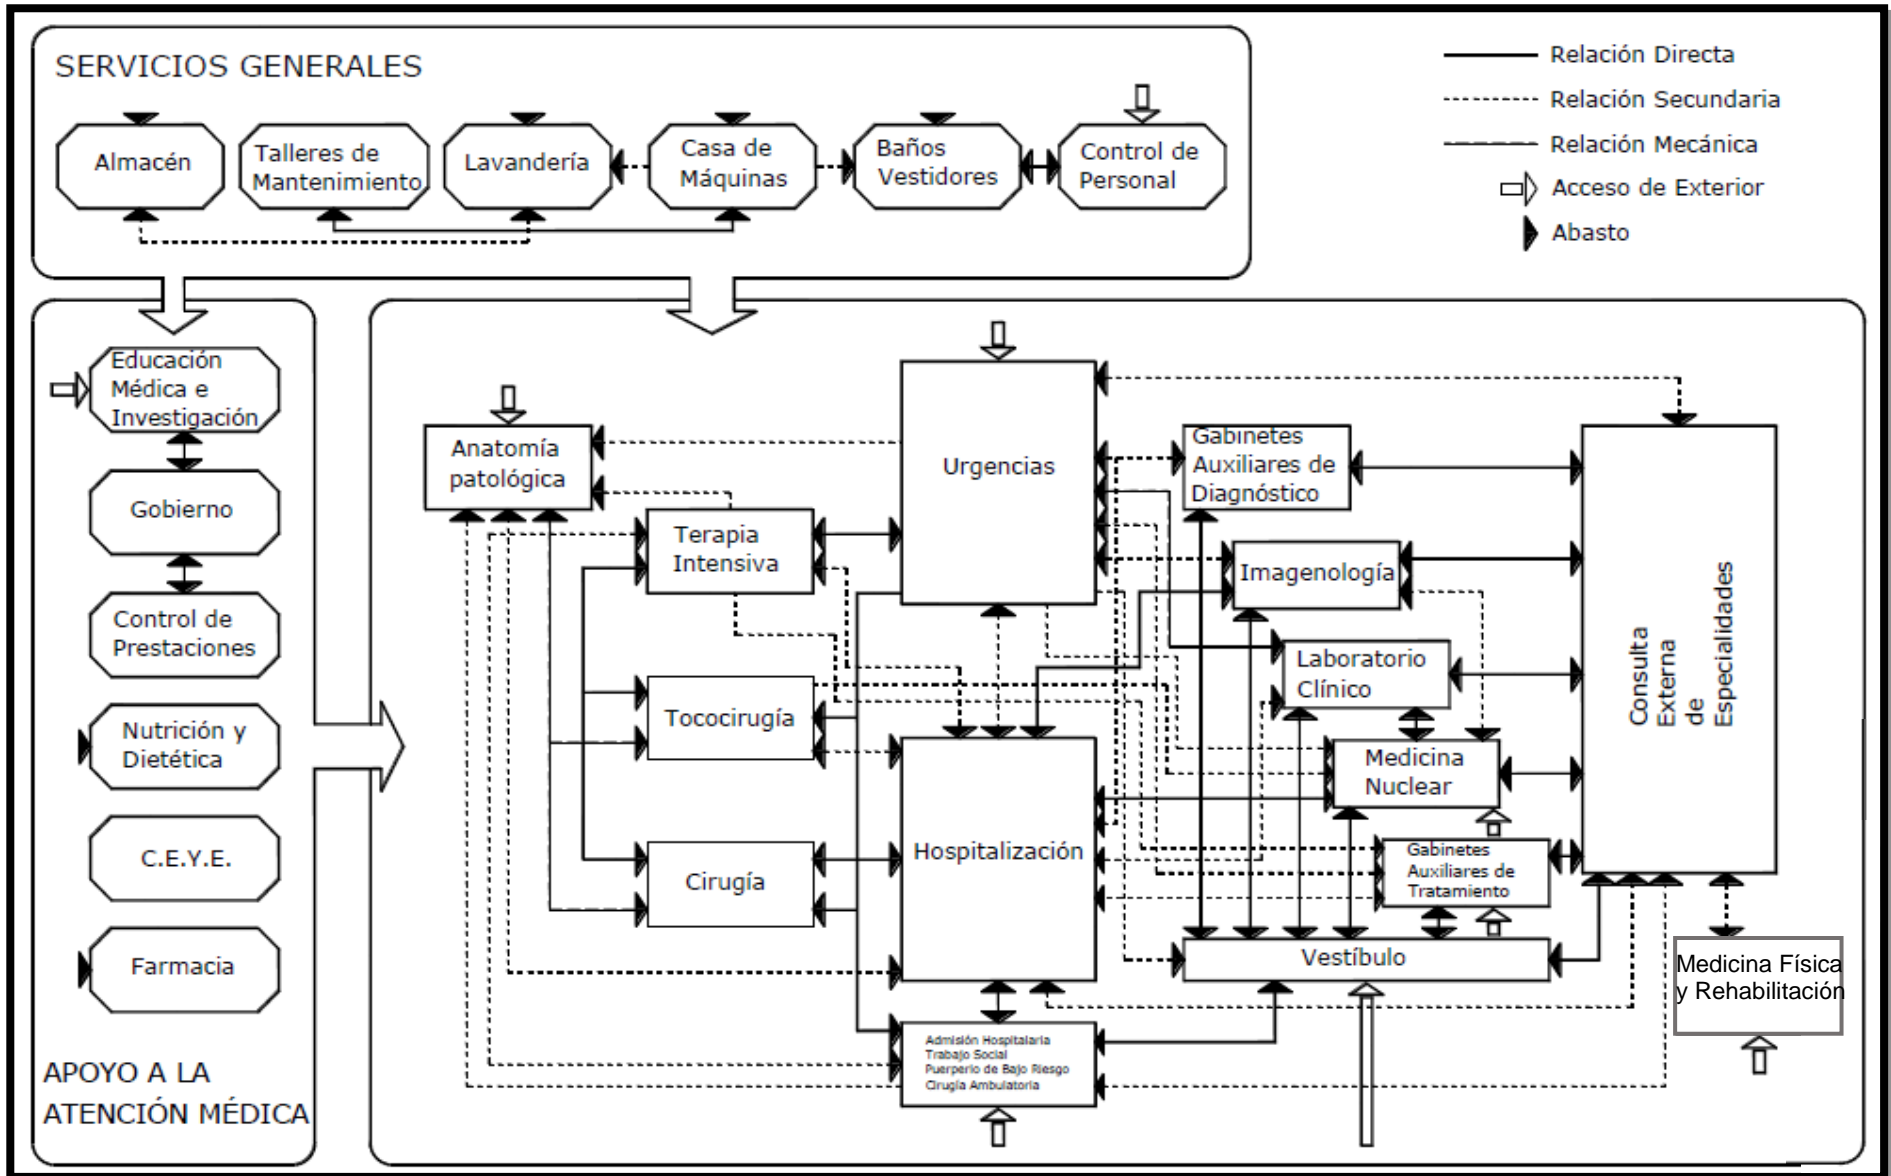 SERVICIOS GENERALES
Almacén
Talleres de
Mantenimiento
Lavandería
Casa de
Máquinas
Baños
Vestidores
Control de
Personal
Relación Directa
Relación Secundaria
Relación Mecánica
Acceso de Exterior
Abasto
Educación
Médica e
Investigación
Gobierno
Control de
Prestaciones
Nutrición y
Dietética
C.E.Y.E.
Farmacia
APOYO A LA
ATENCIÓN MÉDICA
Anatomía
patológica
Terapia
Intensiva
Tococirugía
Cirugía
Urgencias
Hospitalización
Admisión Hospitalaria
Trabajo Social
Puerperio de Bajo Riesgo
Cirugía Ambulatoria
Gabinetes
Auxiliares de
Diagnóstico
Imagenología
Laboratorio
Clínico
Medicina
Nuclear
Gabinetes
Auxiliares de
Tratamiento
Vestíbulo
Consulta
Externa
de
Especialidades
Medicina Física
y Rehabilitación